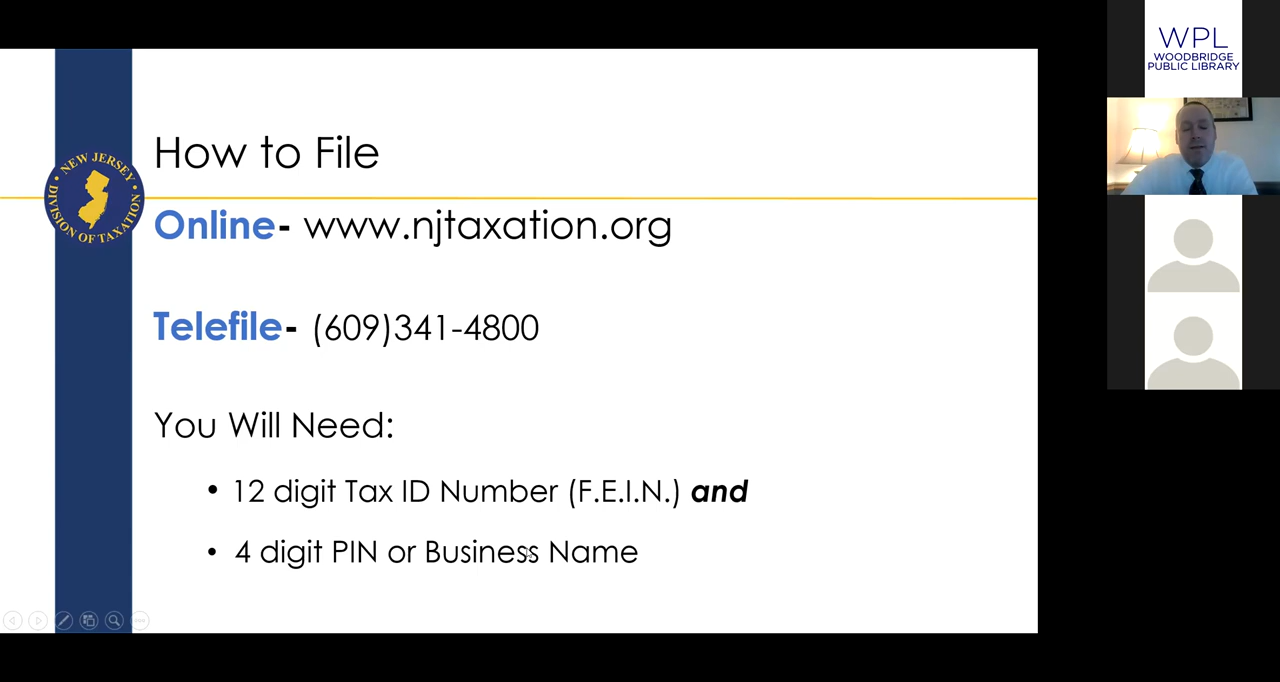 How to File
NEW JERSEY
DIVISION OF TAXATION
Online- www.njtaxation.org
Telefile- (609)341-4800
You Will Need:
• 12 digit Tax ID Number (F.E.I.N.) and
• 4 digit PIN or Business Name
WPL
WOODBRIDGE
PUBLIC LIBRARY